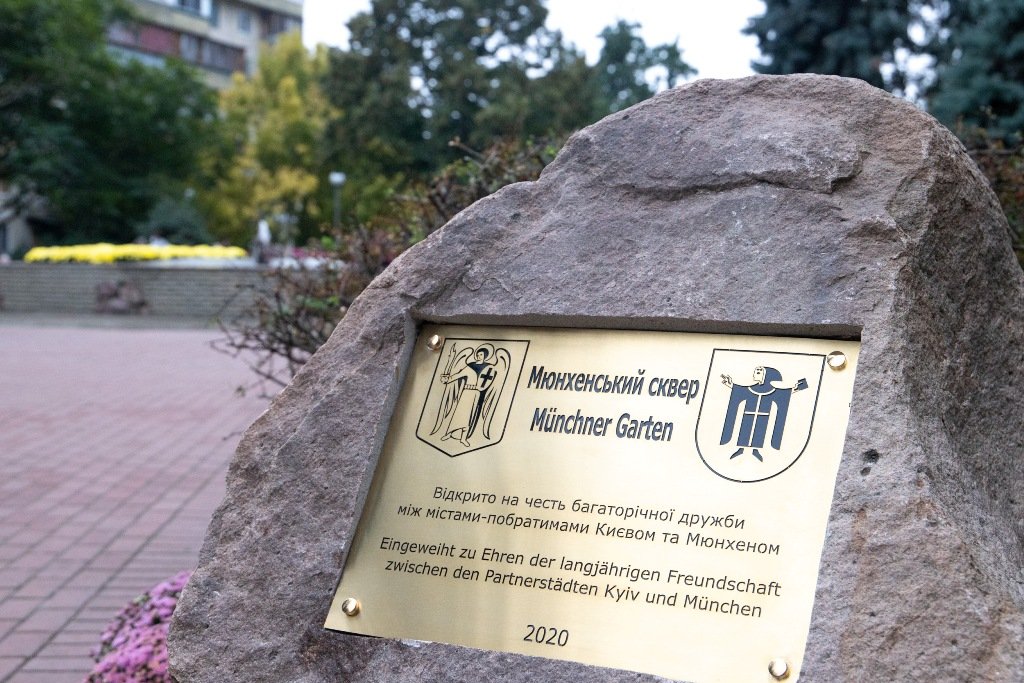 Мюнхенський сквер
Münchner Garten
Відкрито на честь багаторічної дружби
між містами-побратимами Києвом та Мюнхеном
Eingeweiht zu Ehren der langjährigen Freundschaft
zwischen den Partnerstädten Kyiv und München
2020